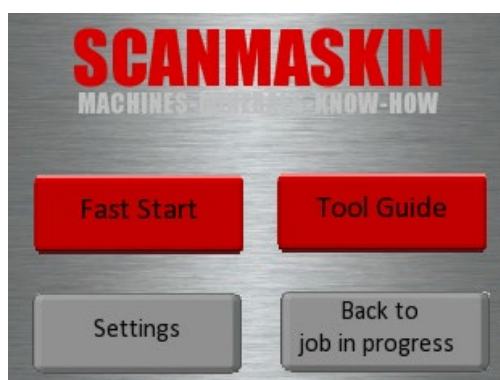 SCANMASKIN
MACHINES KNOW-HOW
Fast Start
Tool Guide
Settings
Back to
job in progress